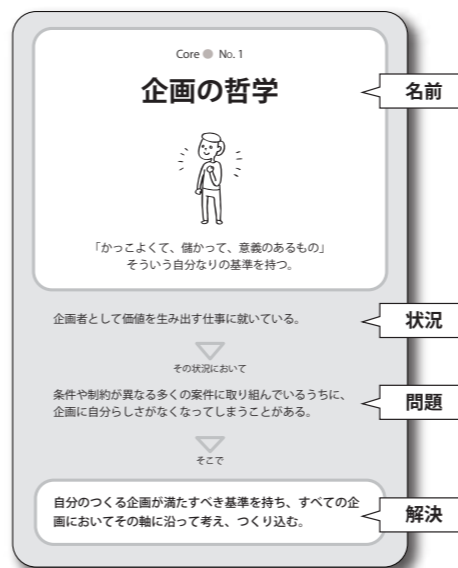 Core ● No. 1
企画の哲学
名前
「かっこよくて、儲かって、意義のあるもの」
そういう自分なりの基準を持つ。
企画者として価値を生み出す仕事に就いている。
状況
その状況において
条件や制約が異なる多くの案件に取り組んでいるうちに、
企画に自分らしさがなくなってしまうことがある。
問題
そこで
自分のつくる企画が満たすべき基準を持ち、すべての企
画においてその軸に沿って考え、つくり込む。
解決